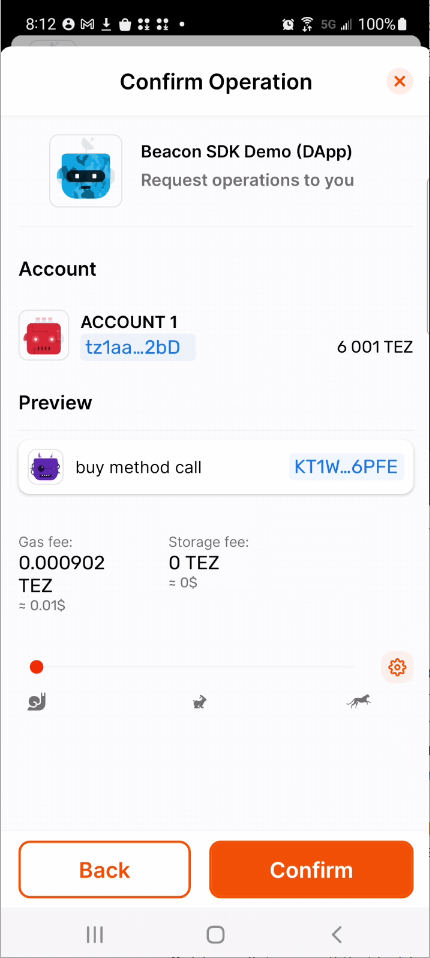 8:12
5G
100%
Confirm Operation
Beacon SDK Demo (DApp)
Request operations to you
Account
ACCOUNT 1
tz1aa...2bD
6 001 TEZ
Preview
buy method call
KT1W...6PFE
Gas fee:
Storage fee:
0.000902
TEZ
0 TEZ
≈ 0$
≈ 0.01$
Back
Confirm